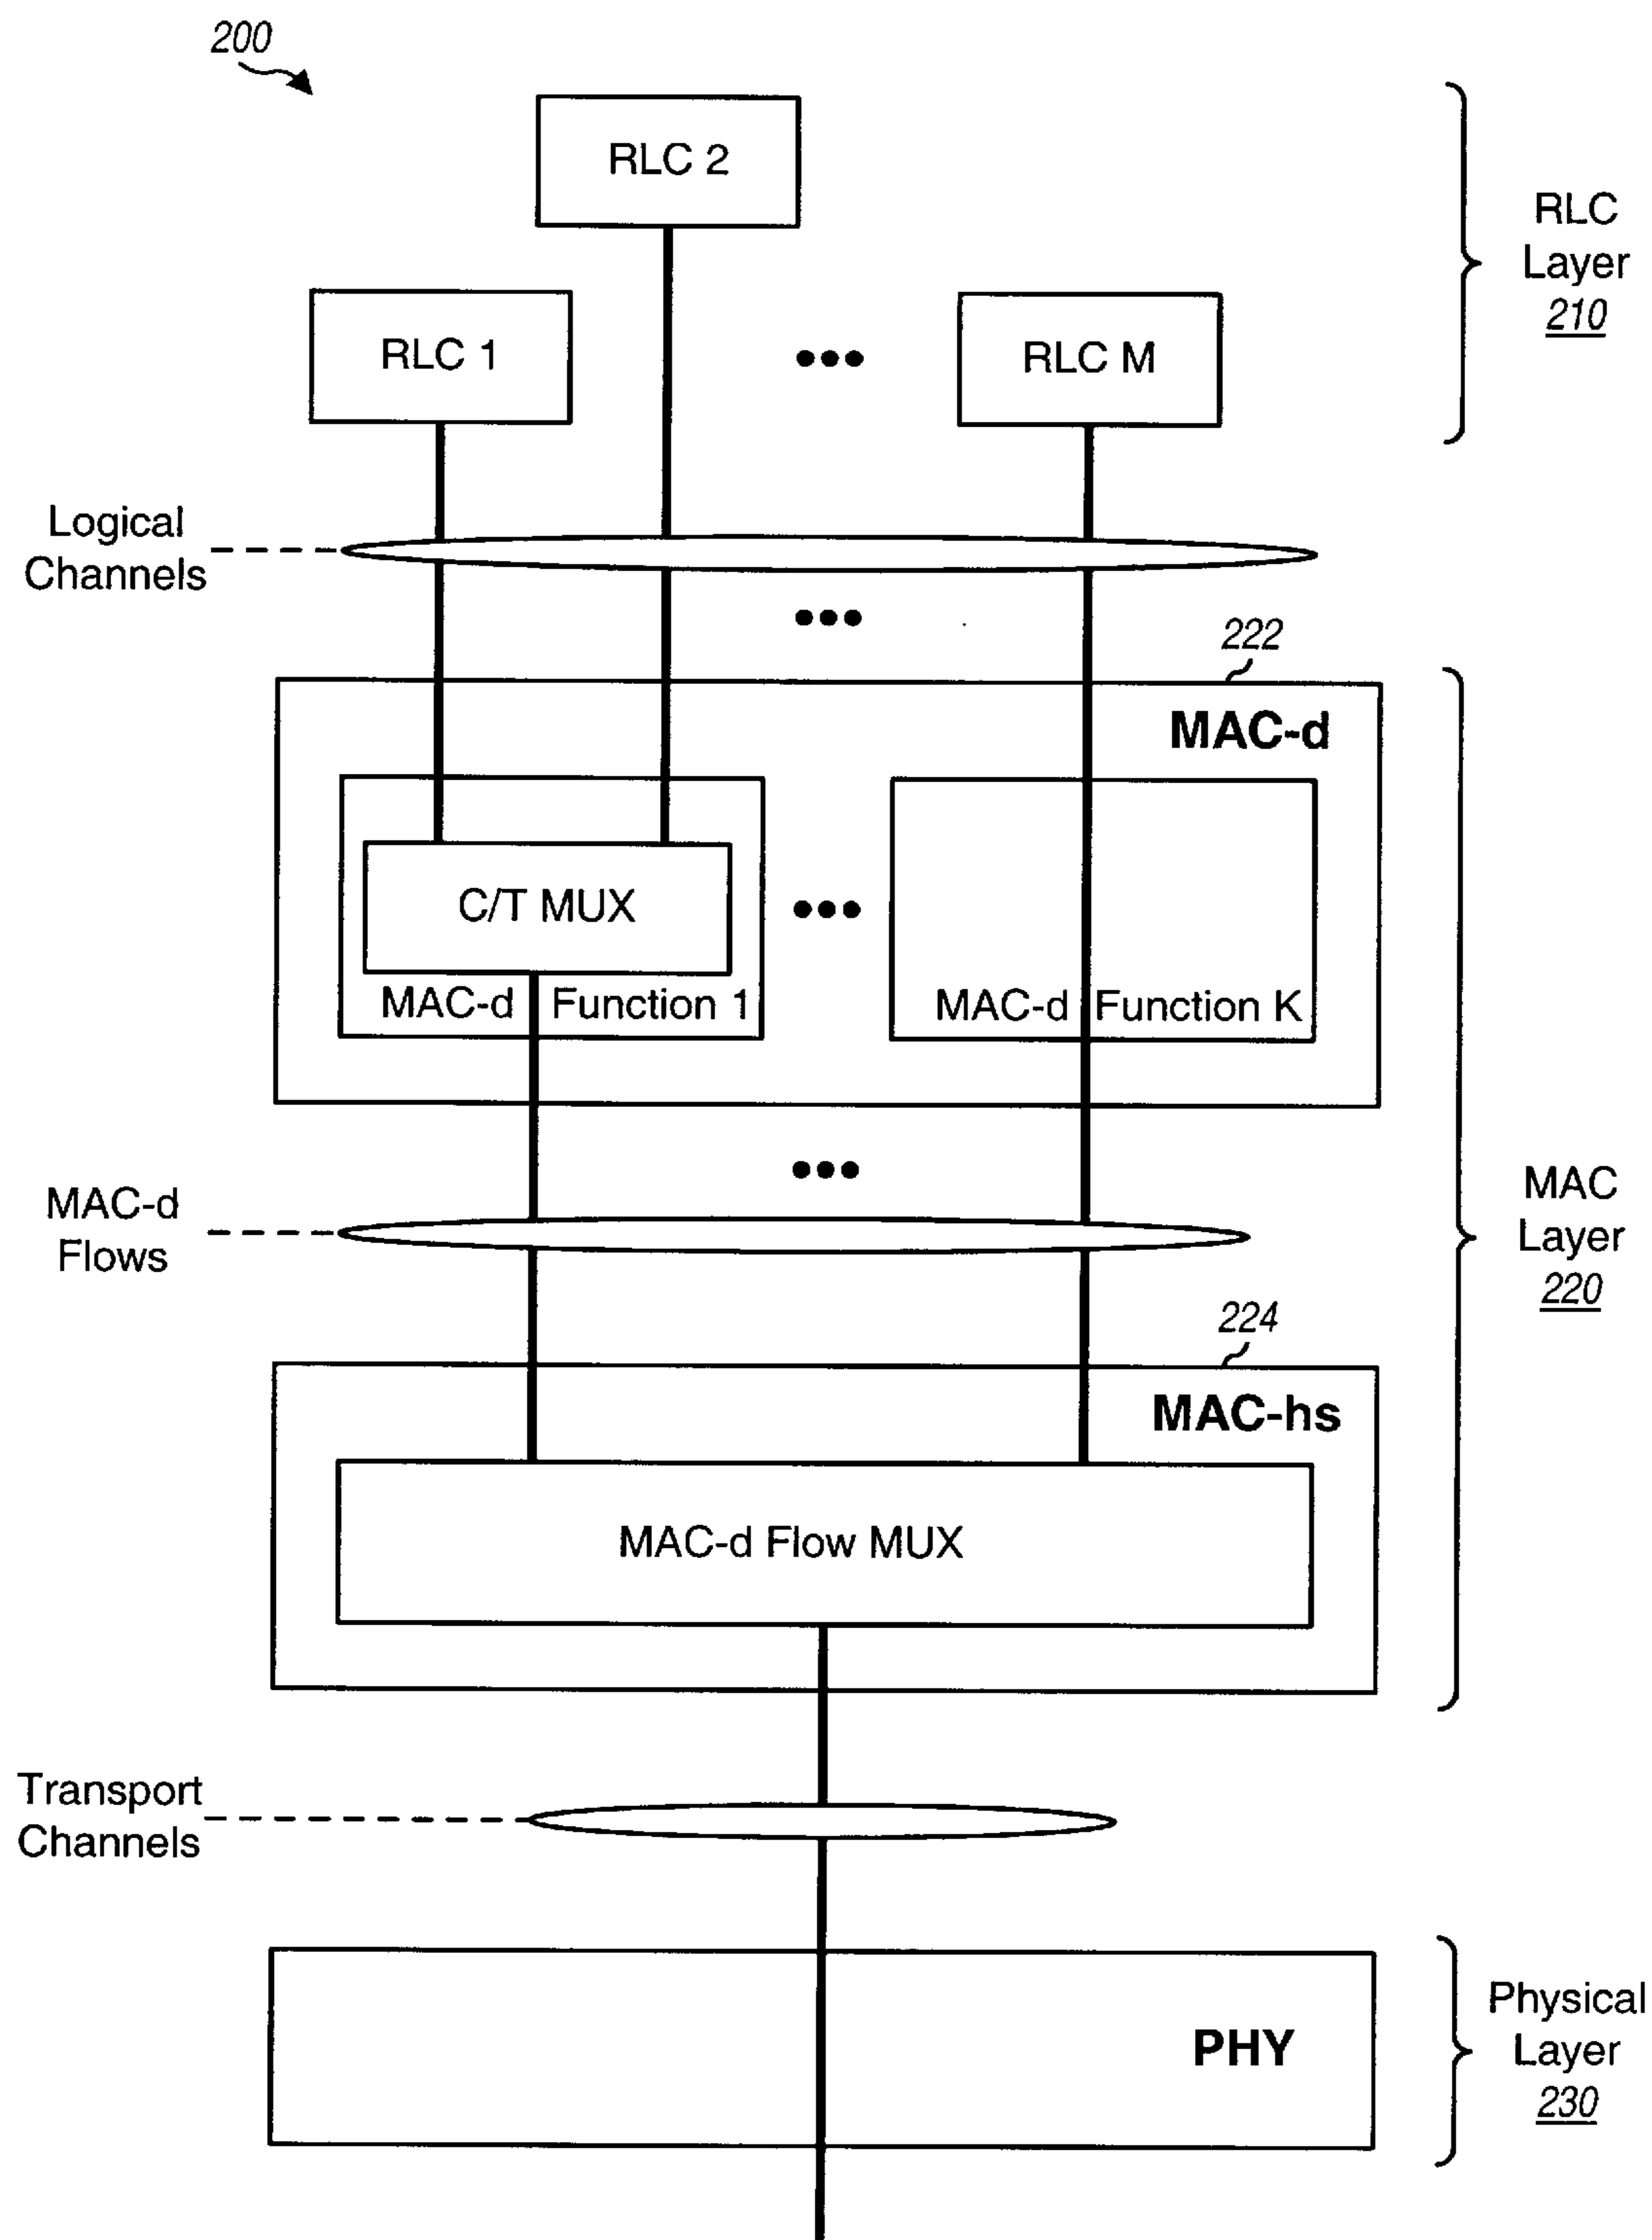 200
RLC 2
RLC
Layer
210
RLC 1
RLC M
Logical
Channels
222
MAC-d
C/T MUX
MAC-d Function 1
MAC-d Function K
MAC-d
Flows
MAC
Layer
220
224
MAC-hs
MAC-d Flow MUX
Transport
Channels
PHY
Physical
Layer
230